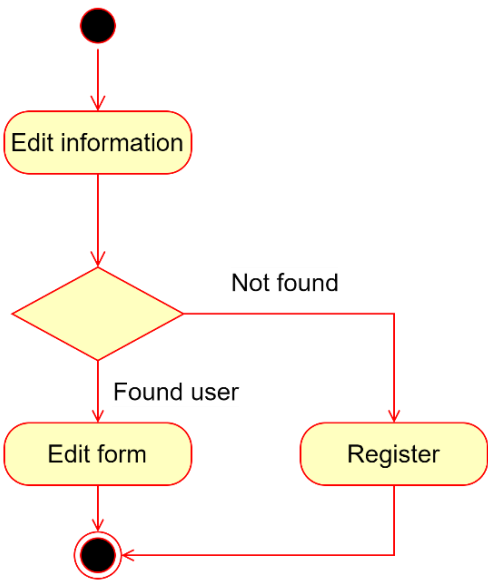 Edit information
Not found
Found user
Edit form
Register